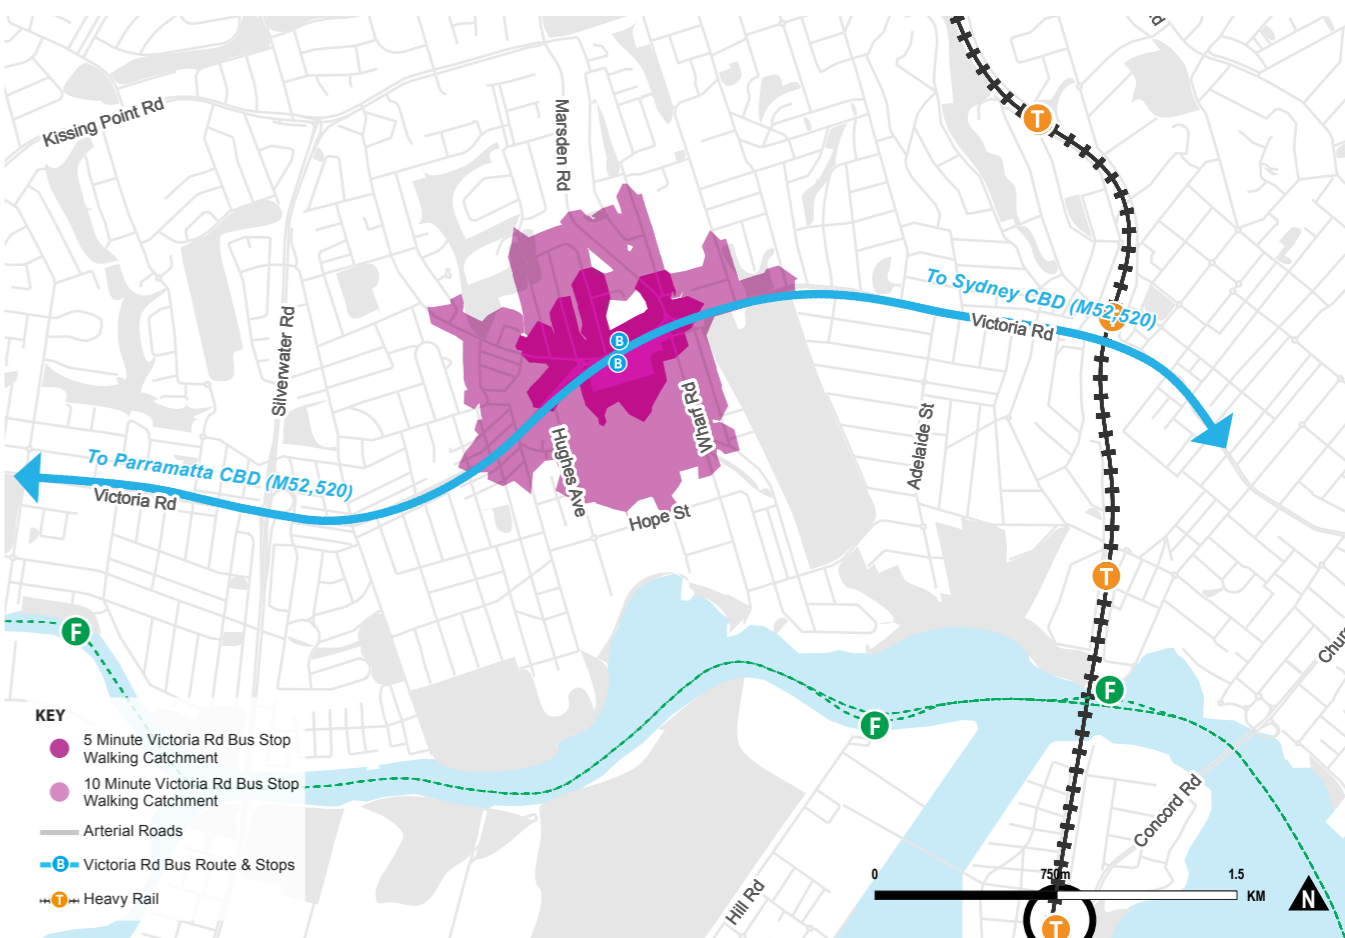 Kissing Point Rd
Marsden Rd
T
Silverwater Rd
To Sydney CBD (M52,520)
T
Victoria Rd
B
B
Wharf Rd
Adelaide St
Hughes Ave
To Parramatta CBD (M52,520)
Victoria Rd
Hope St
T
F
F
F
KEY
5 Minute Victoria Rd Bus Stop
Walking Catchment
10 Minute Victoria Rd Bus Stop
Walking Catchment
Arterial Roads
B Victoria Rd Bus Route & Stops
T Heavy Rail
Concord Rd
Hill Rd
0 750m 1.5
KM
N
T